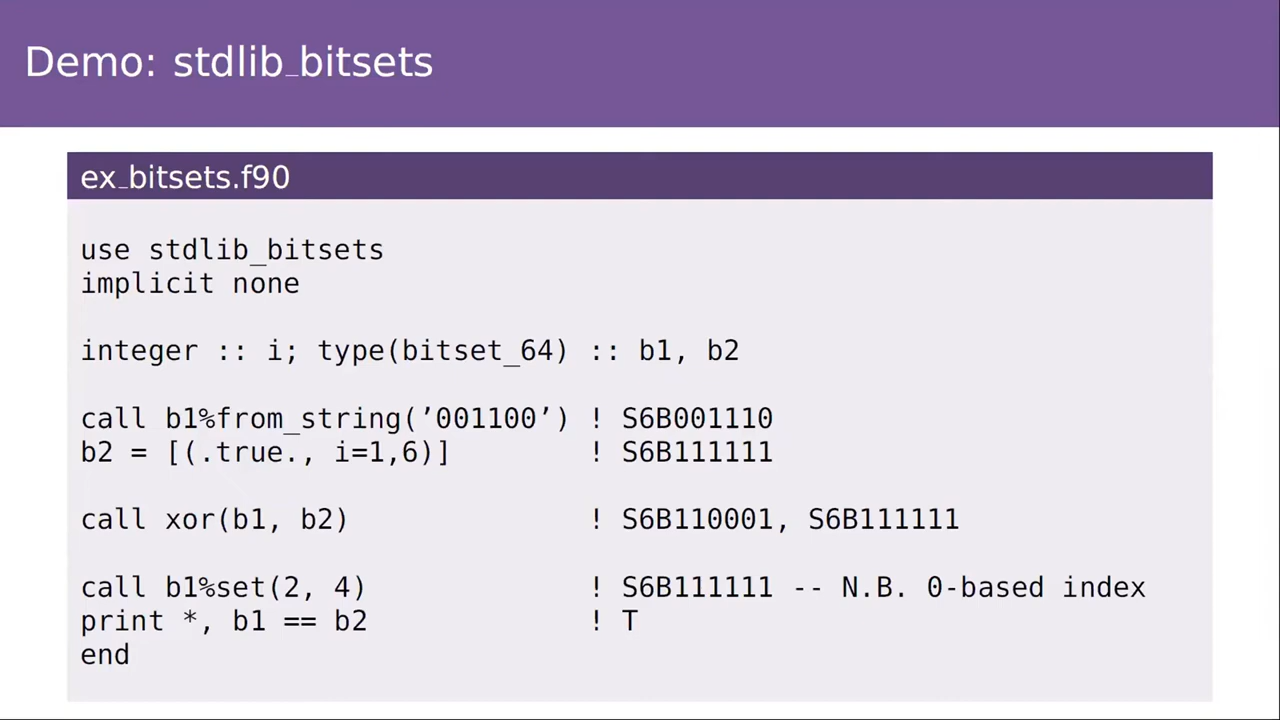 Demo: stdlib_bitsets
ex_bitsets.f90
use stdlib_bitsets
implicit none
integer :: i; type(bitset_64) :: b1, b2
call b1%from_string(’001100’) ! S6B001110
b2 = [(.true., i=1,6)] ! S6B111111
call xor(b1, b2) ! S6B110001, S6B111111
call b1%set(2, 4) ! S6B111111 -- N.B. 0-based index
print *, b1 == b2 ! T
end